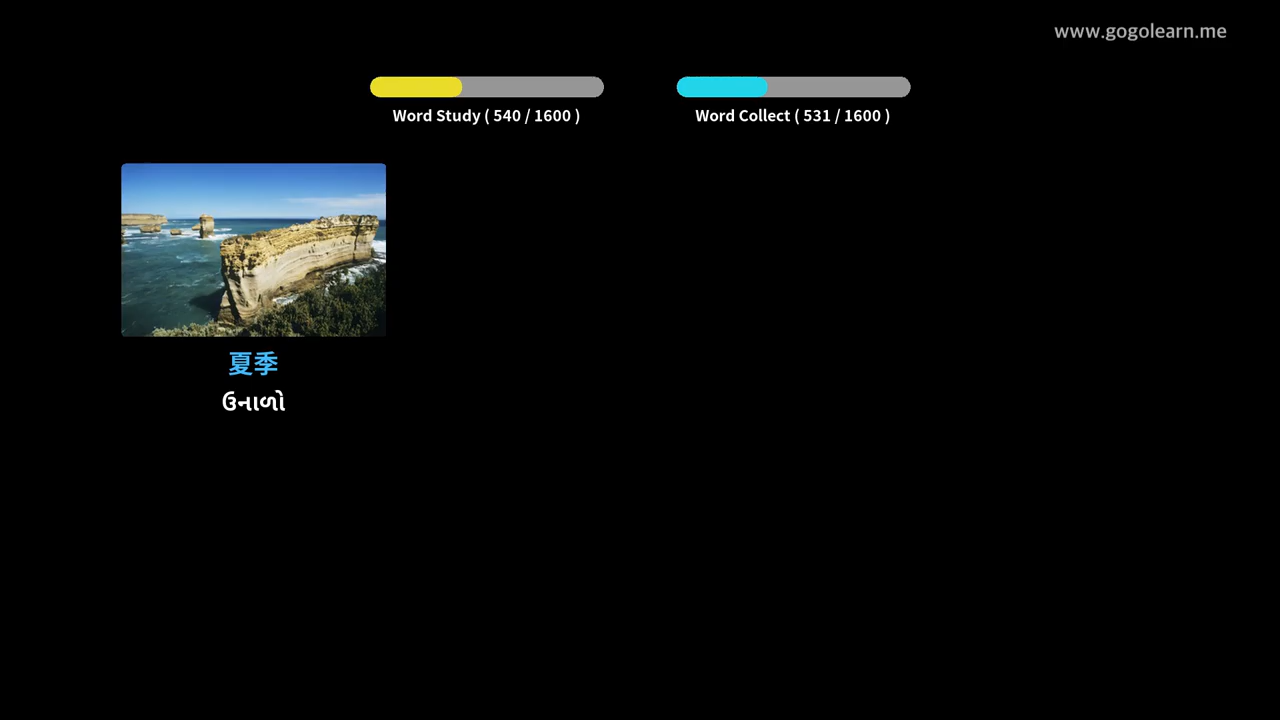 www.gogolearn.me
Word Study ( 540 / 1600 )
Word Collect ( 531 / 1600 )
夏季
ઉનાળો